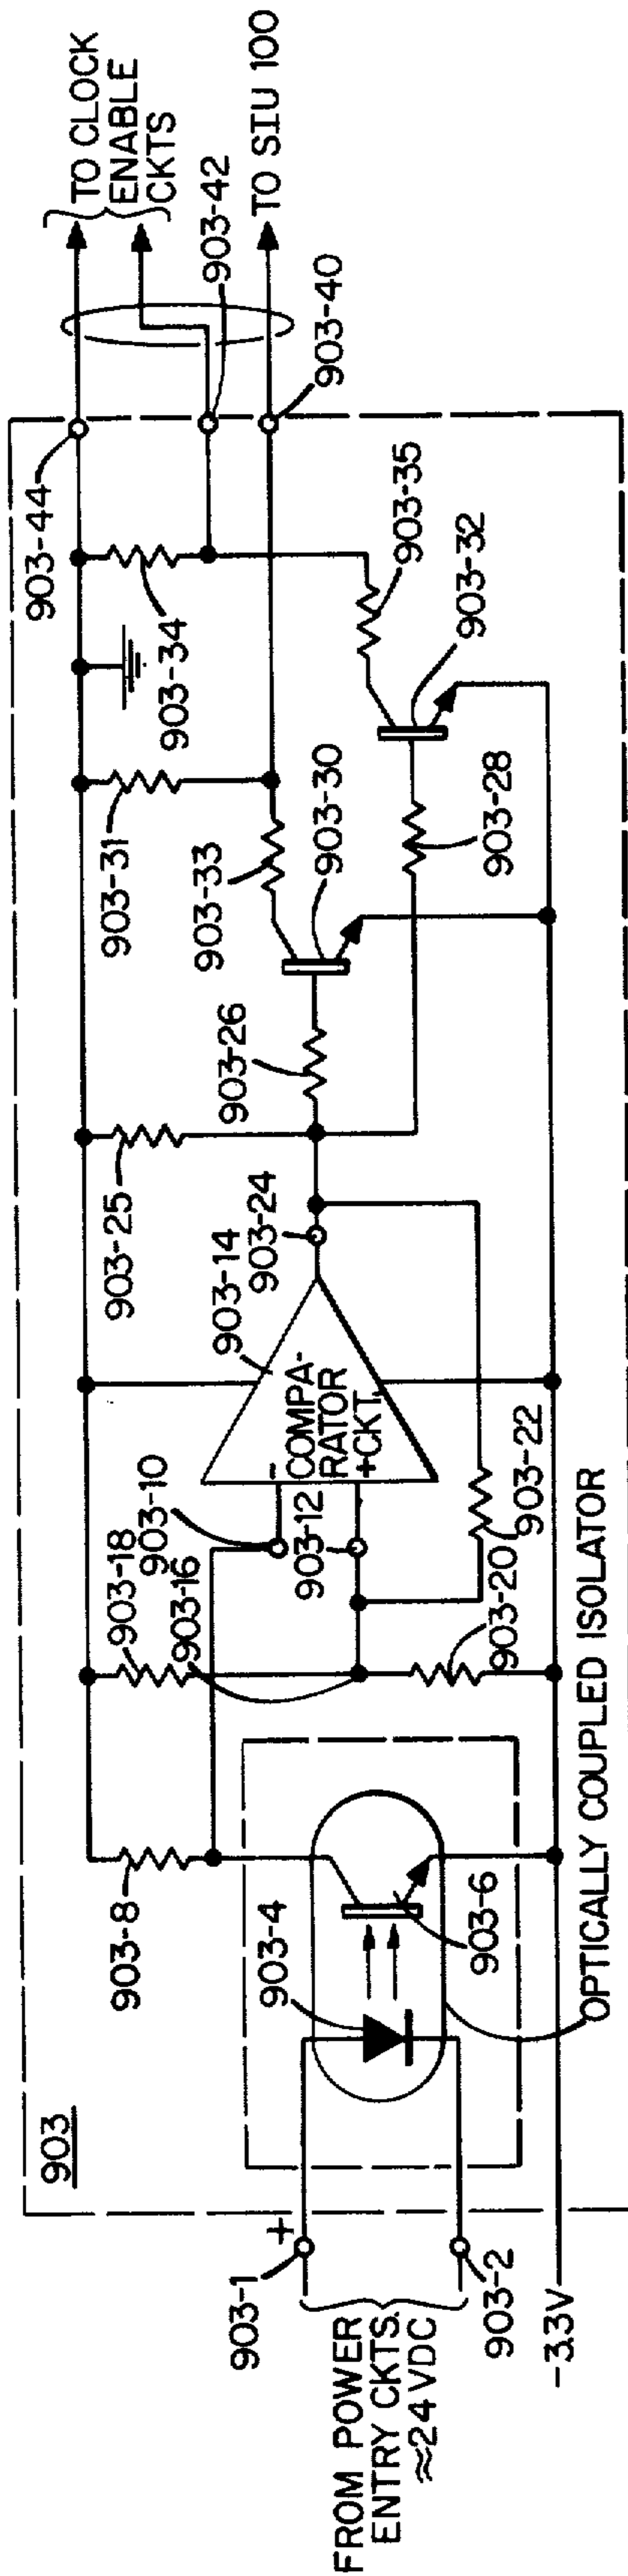 903
903-1
+
FROM POWER
ENTRY CKTS.
≈24 VDC
903-2
-3.3V
903-8
903-4
903-6
OPTICALLY COUPLED ISOLATOR
903-18
903-10
903-16
903-12
903-20
903-22
903-14
-
COMPA-
RATOR
+CKT.
903-24
903-25
903-26
903-28
903-30
903-31
903-33
903-32
903-34
903-35
903-44
903-42
903-40
TO CLOCK
ENABLE
CKTS
TO SIU 100